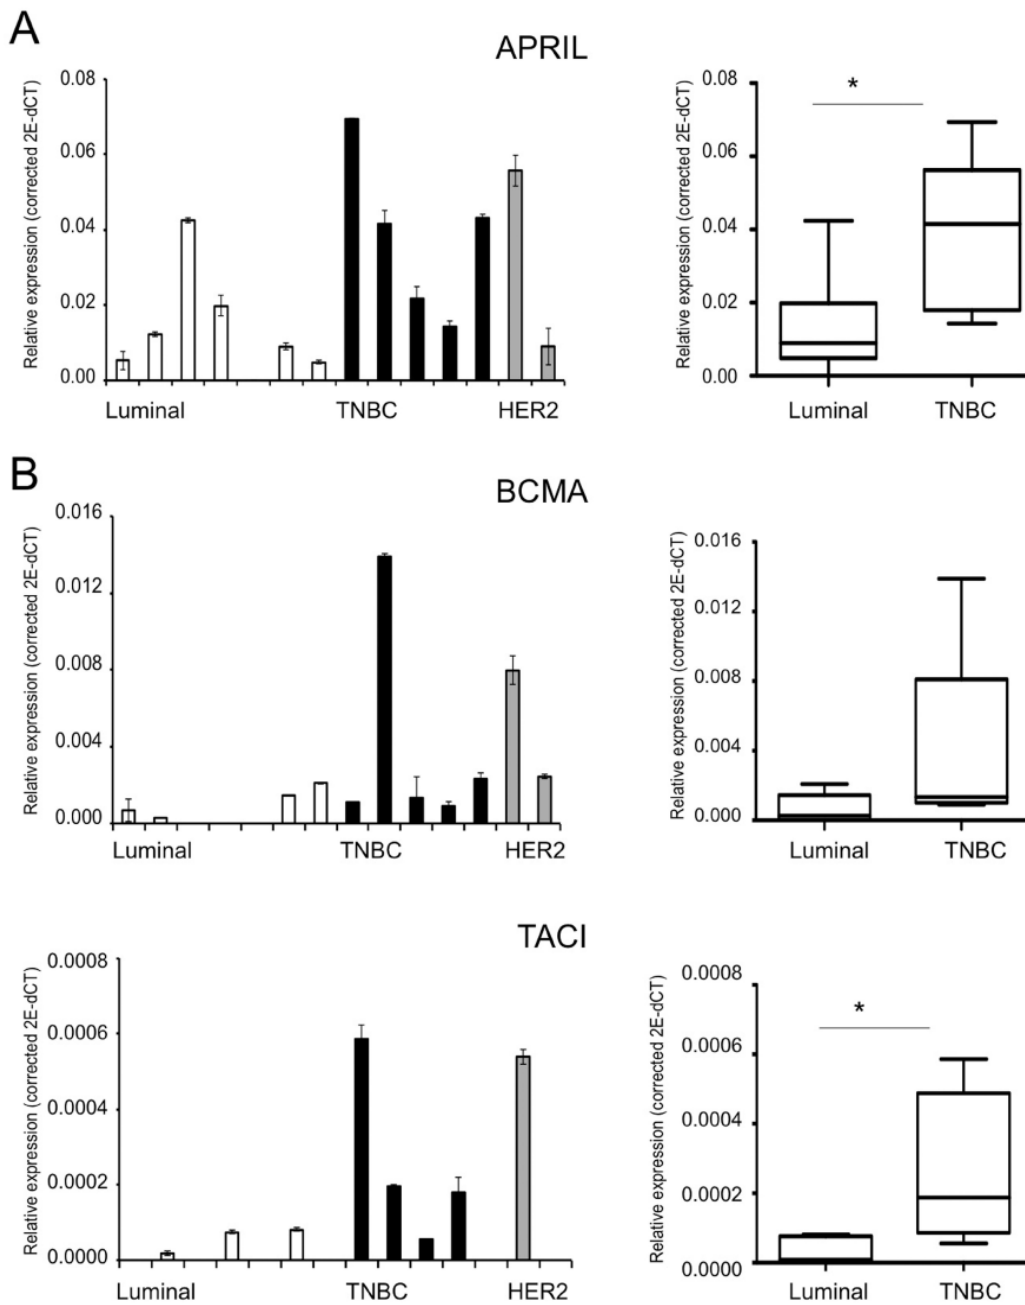 A
APRIL
Relative expression (corrected 2E-dCT)
0.08
0.06
0.04
0.02
0.00
Luminal TNBC HER2
Relative expression (corrected 2E-dCT)
0.08
0.06
0.04
0.02
0.00
*
Luminal TNBC
B
BCMA
Relative expression (corrected 2E-dCT)
0.016
0.012
0.008
0.004
0.000
Luminal TNBC HER2
Relative expression (corrected 2E-dCT)
0.016
0.012
0.008
0.004
0.000
Luminal TNBC
TACI
Relative expression (corrected 2E-dCT)
0.0008
0.0006
0.0004
0.0002
0.0000
Luminal TNBC HER2
Relative expression (corrected 2E-dCT)
0.0008
0.0006
0.0004
0.0002
0.0000
*
Luminal TNBC